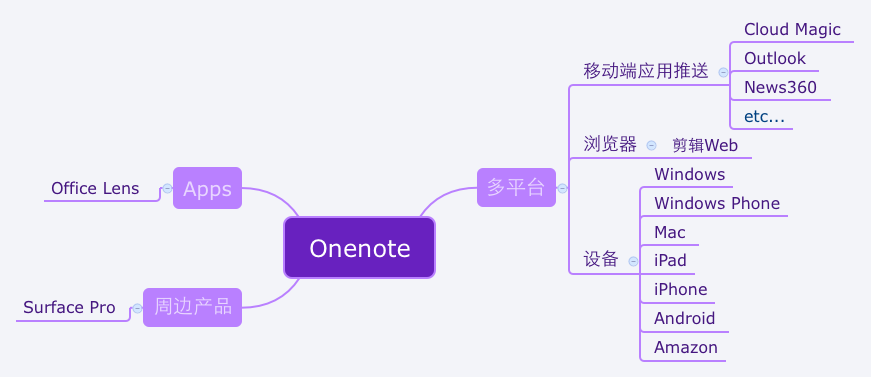 Onenote
多平台
移动端应用推送
Cloud Magic
Outlook
News360
etc...
浏览器
剪辑Web
设备
Windows
Windows Phone
Mac
iPad
iPhone
Android
Amazon
Apps
Office Lens
周边产品
Surface Pro